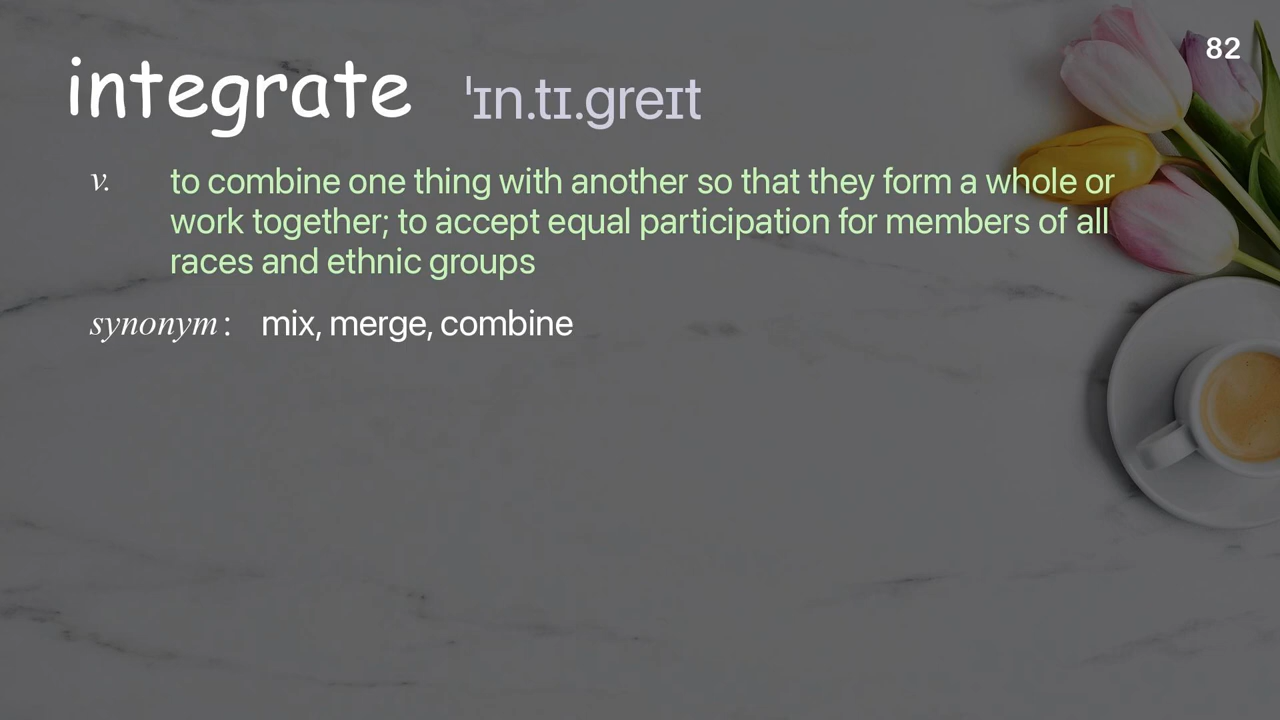 82
integrate ˈɪn.tɪ.greɪt
v. to combine one thing with another so that they form a whole or
work together; to accept equal participation for members of all
races and ethnic groups
synonym: mix, merge, combine